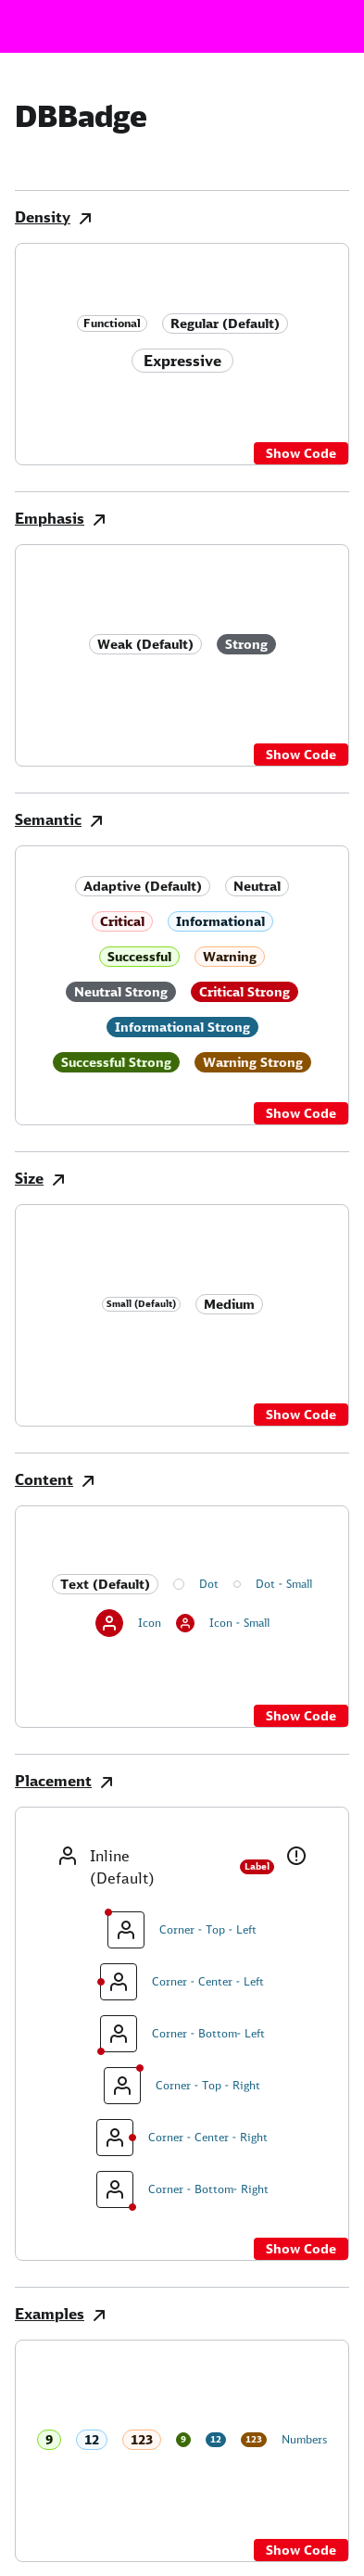 DBBadge
Density
Functional Regular (Default)
Expressive
Show Code
Emphasis
Weak (Default) Strong
Show Code
Semantic
Adaptive (Default) Neutral
Critical Informational
Successful Warning
Neutral Strong Critical Strong
Informational Strong
Successful Strong Warning Strong
Show Code
Size
Small (Default) Medium
Show Code
Content
Text (Default) Dot Dot - Small
Icon Icon - Small
Show Code
Placement
Inline
(Default)
Label
Corner - Top - Left
Corner - Center - Left
Corner - Bottom- Left
Corner - Top - Right
Corner - Center - Right
Corner - Bottom- Right
Show Code
Examples
9 12 123 9 12 123 Numbers
Show Code